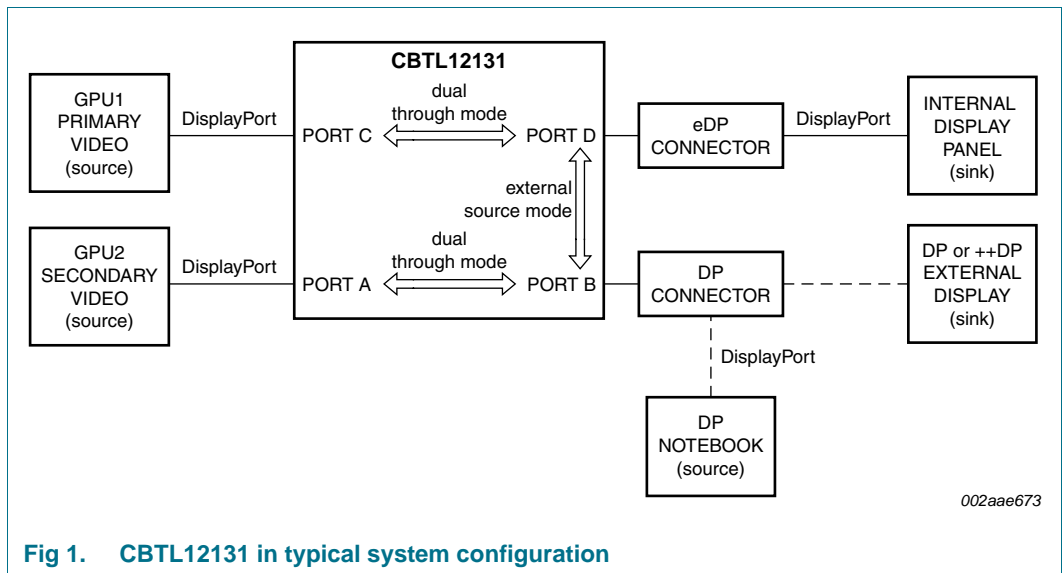 CBTL12131
GPU1
PRIMARY
VIDEO
(source)
DisplayPort
PORT C
dual
through mode
PORT D
eDP
CONNECTOR
DisplayPort
INTERNAL
DISPLAY
PANEL
(sink)
external
source mode
GPU2
SECONDARY
VIDEO
(source)
DisplayPort
PORT A
dual
through mode
PORT B
DP
CONNECTOR
DP or ++DP
EXTERNAL
DISPLAY
(sink)
DisplayPort
DP
NOTEBOOK
(source)
002aae673
Fig 1. CBTL12131 in typical system configuration